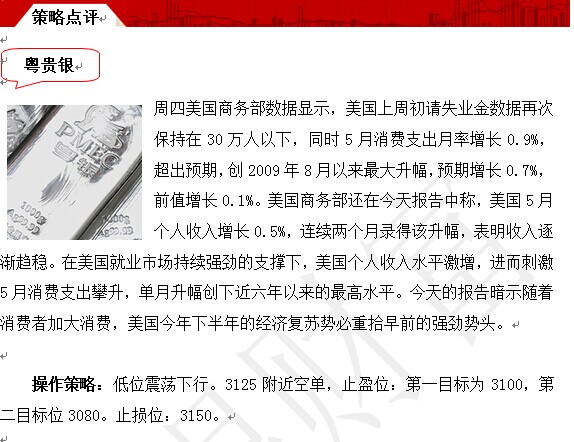 策略点评
粤贵银
周四美国商务部数据显示，美国上周初请失业金数据再次
保持在 30 万人以下，同时 5 月消费支出月率增长 0.9%，
超出预期，创 2009 年 8 月以来最大升幅，预期增长 0.7%，
前值增长 0.1%。美国商务部还在今天报告中称，美国 5 月
个人收入增长 0.5%，连续两个月录得该升幅，表明收入逐
渐趋稳。在美国就业市场持续强劲的支撑下，美国个人收入水平激增，进而刺激
5 月消费支出攀升，单月升幅创下近六年以来的最高水平。今天的报告暗示随着
消费者加大消费，美国今年下半年的经济复苏势必重拾早前的强劲势头。
PMEC
粤银
1000g
Ag99.99
1000g
Ag99.99
操作策略：低位震荡下行。3125 附近空单，止盈位：第一目标为 3100，第
二目标位 3080。止损位：3150。